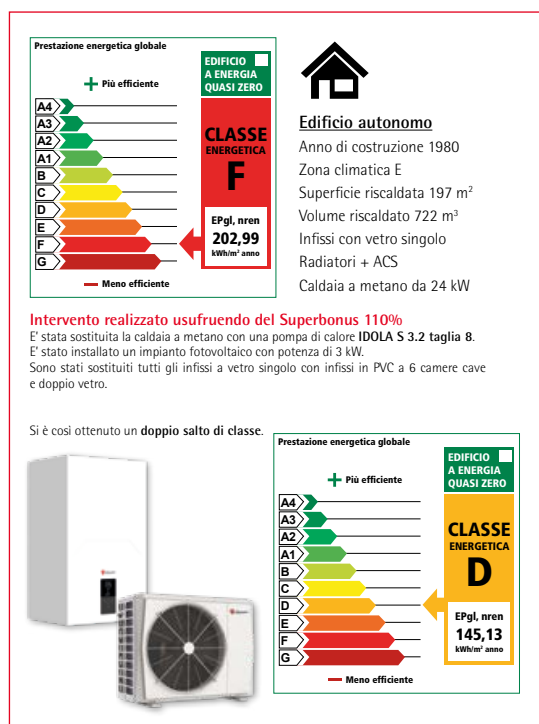 Prestazione energetica globale
EDIFICIO
A ENERGIA
QUASI ZERO
+ Più efficiente
A4
A3
A2
A1
B
C
D
E
F
G
CLASSE
ENERGETICA
F
EPgl, nren
202,99
kWh/m² anno
— Meno efficiente
Edificio autonomo
Anno di costruzione 1980
Zona climatica E
Superficie riscaldata 197 m²
Volume riscaldato 722 m³
Infissi con vetro singolo
Radiatori + ACS
Caldaia a metano da 24 kW
Intervento realizzato usufruendo del Superbonus 110%
E' stata sostituita la caldaia a metano con una pompa di calore IDOLA S 3.2 taglia 8.
E' stato installato un impianto fotovoltaico con potenza di 3 kW.
Sono stati sostituiti tutti gli infissi a vetro singolo con infissi in PVC a 6 camere cave
e doppio vetro.
Si è così ottenuto un doppio salto di classe.
Prestazione energetica globale
EDIFICIO
A ENERGIA
QUASI ZERO
+ Più efficiente
A4
A3
A2
A1
B
C
D
E
F
G
CLASSE
ENERGETICA
D
EPgl, nren
145,13
kWh/m² anno
— Meno efficiente